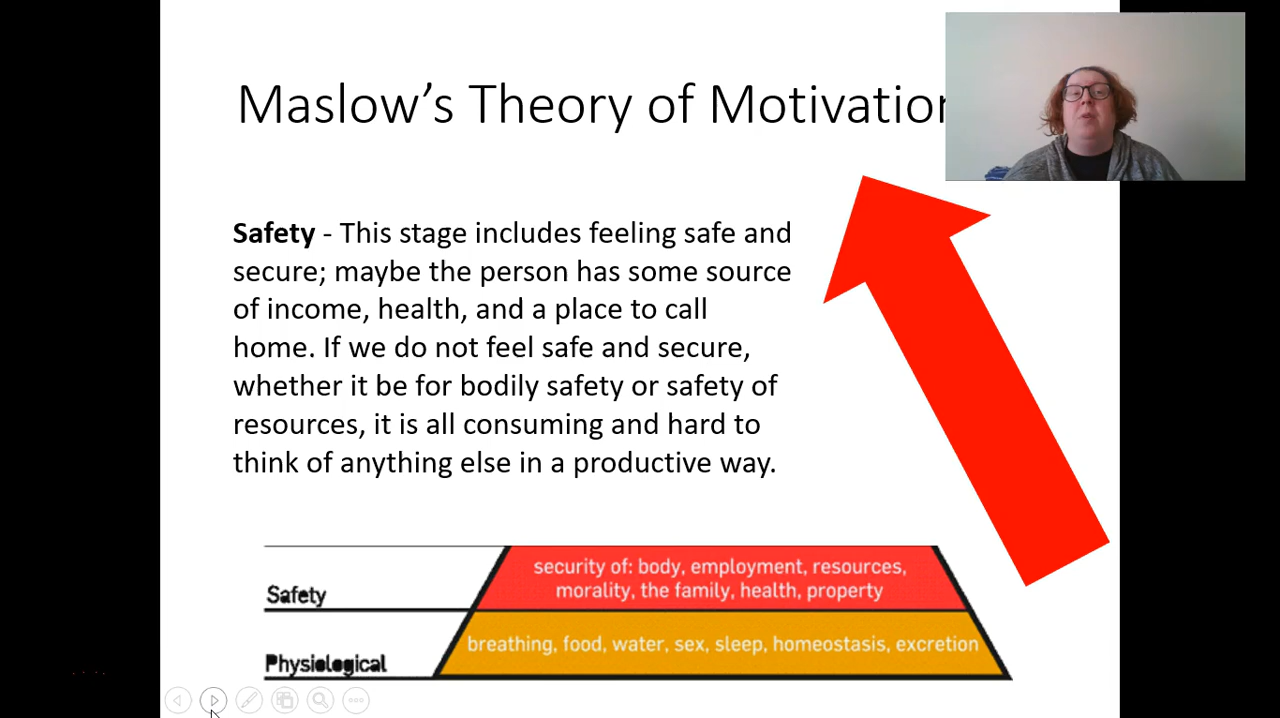 Maslow's Theory of Motivation
Safety - This stage includes feeling safe and
secure; maybe the person has some source
of income, health, and a place to call
home. If we do not feel safe and secure,
whether it be for bodily safety or safety of
resources, it is all consuming and hard to
think of anything else in a productive way.
security of: body, employment, resources,
morality, the family, health, property
Safety
breathing, food, water, sex, sleep, homeostasis, excretion
Physiological